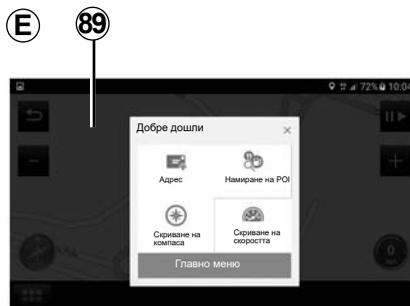 E 89
72% 10:04
Добре дошли
Адрес
Намиране на POI
Скриване на
компаса
Скриване на
скоростта
Главно меню
0